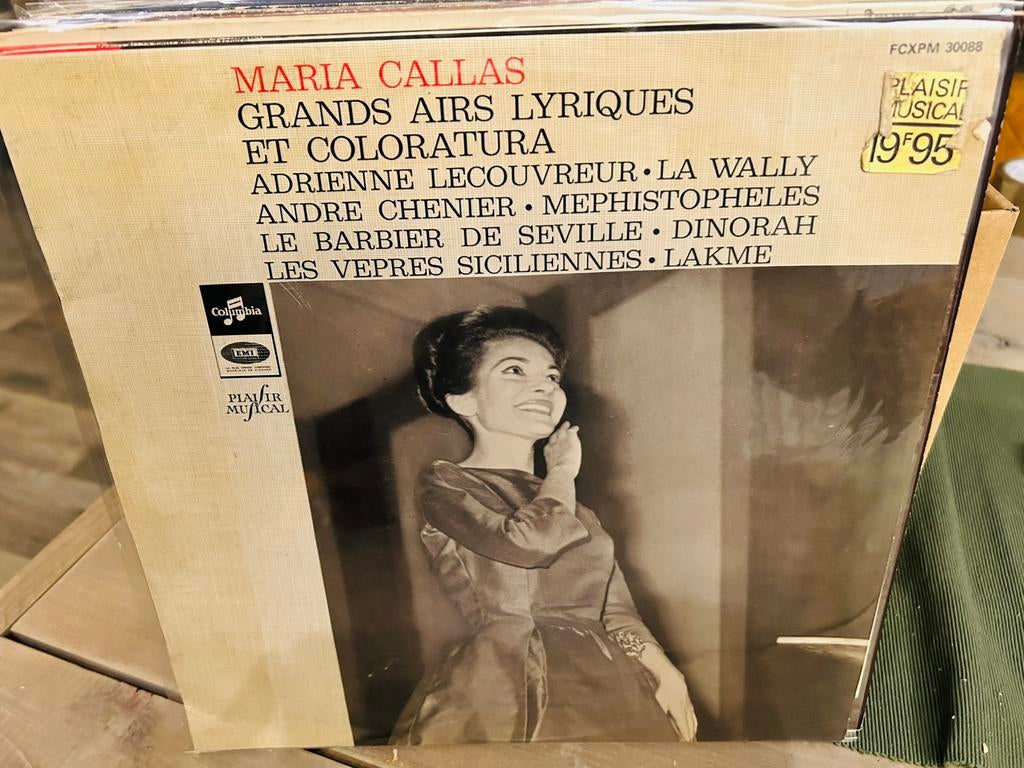 FCXPM 30088
MARIA CALLAS
GRANDS AIRS LYRIQUES
ET COLORATURA
ADRIENNE LECOUVREUR • LA WALLY
ANDRE CHENIER • MEPHISTOPHELES
LE BARBIER DE SEVILLE • DINORAH
LES VEPRES SICILIENNES • LAKME
PLAISIR
MUSICAL
19F95
Columbia
EMI
PLAISIR
MUSICAL